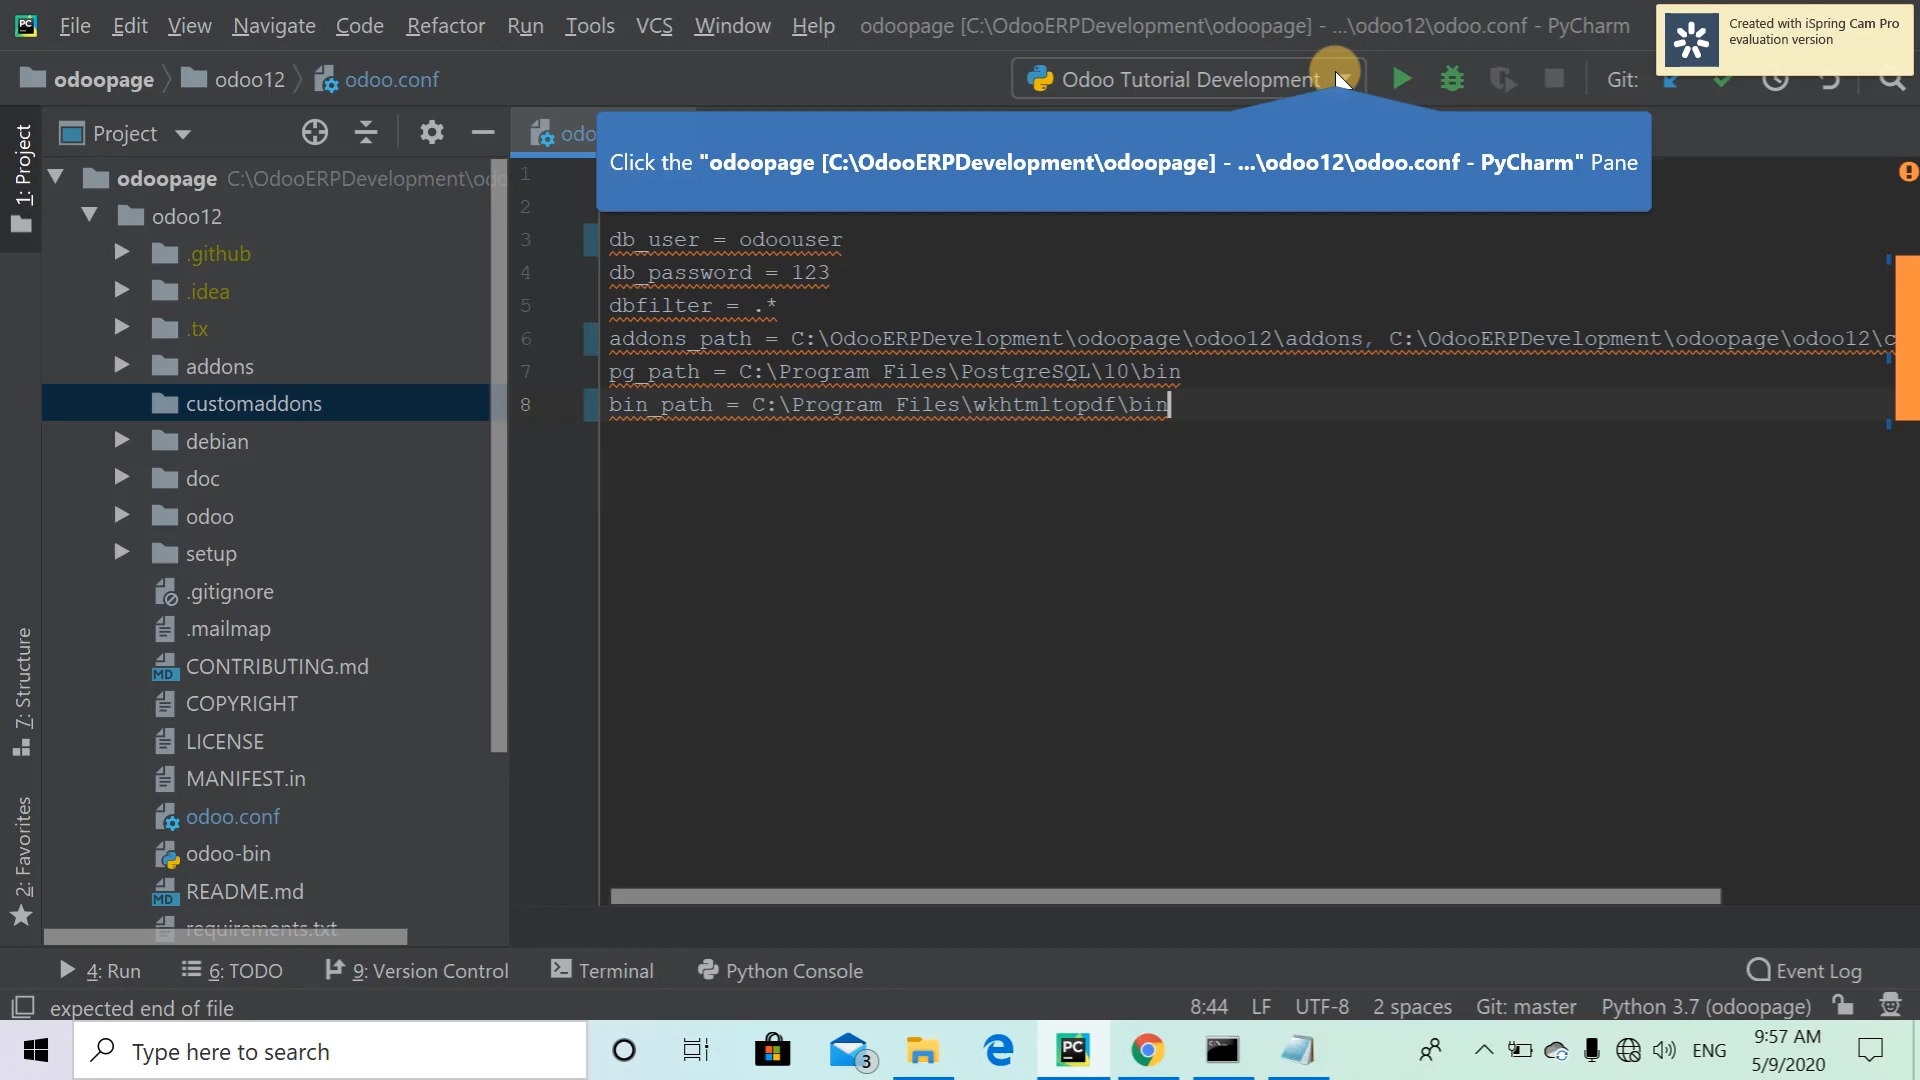 File Edit View Navigate Code Refactor Run Tools VCS Window Help odoopage [C:\OdooERPDevelopment\odoopage] - ...\odoo12\odoo.conf - PyCharm
Created with iSpring Cam Pro
evaluation version
odoopage odoo12 odoo.conf
Odoo Tutorial Development
Git:
1: Project
Project
Click the "odoopage [C:\OdooERPDevelopment\odoopage] - ...\odoo12\odoo.conf - PyCharm" Pane
odoopage C:\OdooERPDevelopment\odo
odoo12
.github
.idea
.tx
addons
customaddons
debian
doc
odoo
setup
.gitignore
.mailmap
CONTRIBUTING.md
COPYRIGHT
LICENSE
MANIFEST.in
odoo.conf
odoo-bin
README.md
requirements.txt
7: Structure
2: Favorites
odo
1
2
3 db_user = odoouser
4 db_password = 123
5 dbfilter = .*
6 addons_path = C:\OdooERPDevelopment\odoopage\odoo12\addons, C:\OdooERPDevelopment\odoopage\odoo12\c
7 pg_path = C:\Program Files\PostgreSQL\10\bin
8 bin_path = C:\Program Files\wkhtmltopdf\bin
4: Run 6: TODO 9: Version Control Terminal Python Console Event Log
expected end of file 8:44 LF UTF-8 2 spaces Git: master Python 3.7 (odoopage)
Type here to search
3
ENG
9:57 AM
5/9/2020